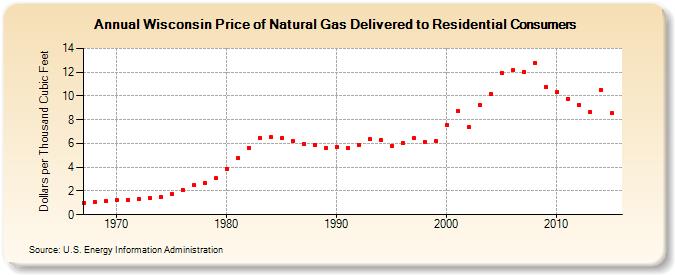 Annual Wisconsin Price of Natural Gas Delivered to Residential Consumers
Dollars per Thousand Cubic Feet
14
12
10
8
6
4
2
0
1970 1980 1990 2000 2010
Source: U.S. Energy Information Administration